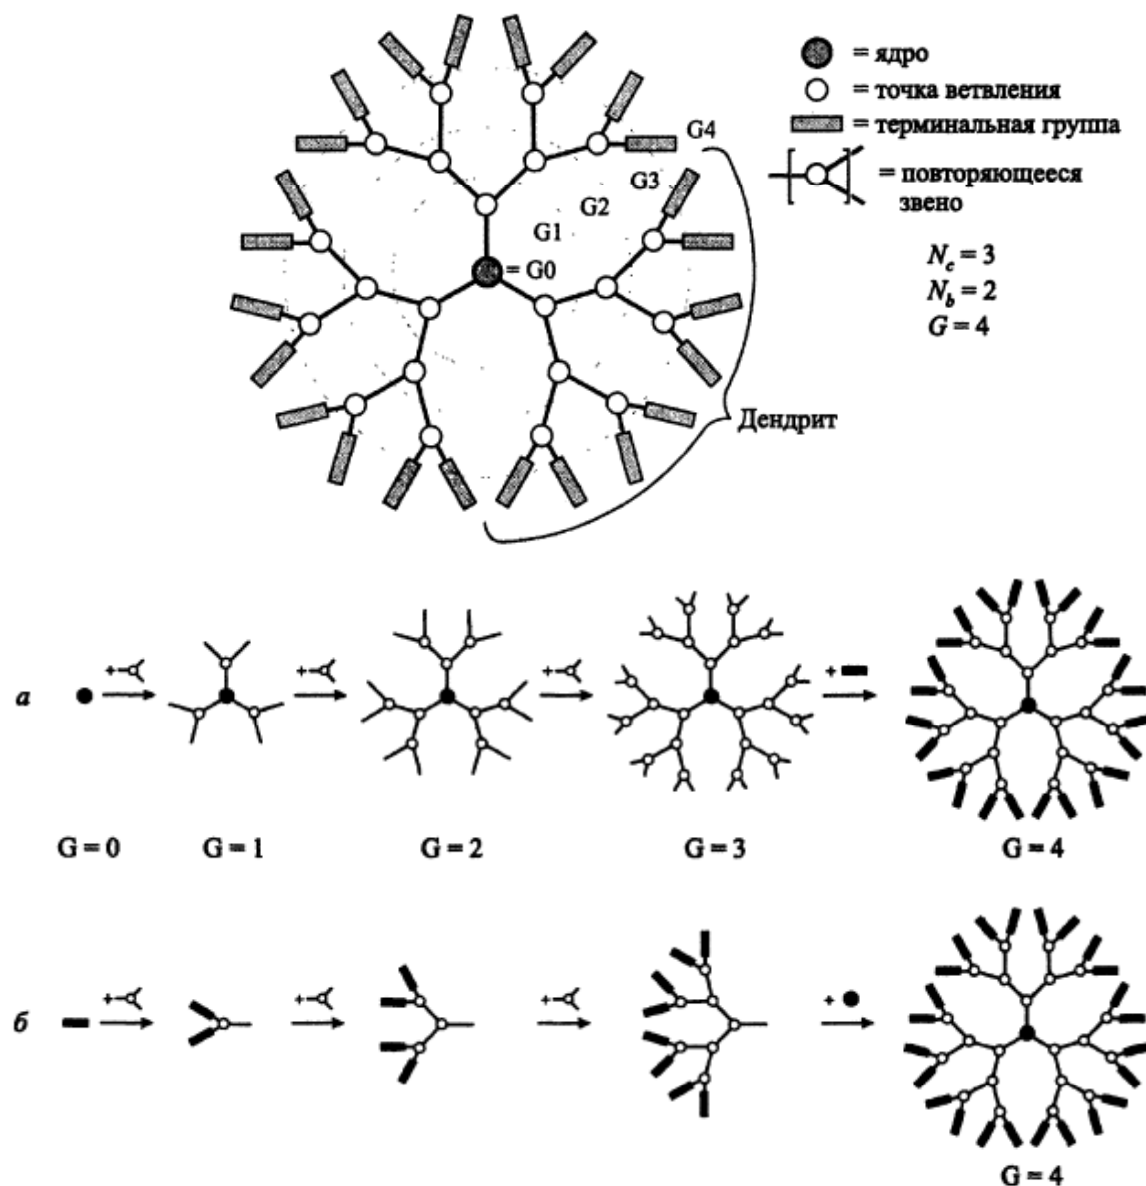 = ядро
= точка ветвления
G4
= терминальная группа
G3
= повторяющееся
звено
G2
G1
N_c = 3
= G0
N_b = 2
G = 4
Дендрит
а
+
+
+
+
G = 0
G = 1
G = 2
G = 3
G = 4
б
+
+
+
+
G = 4